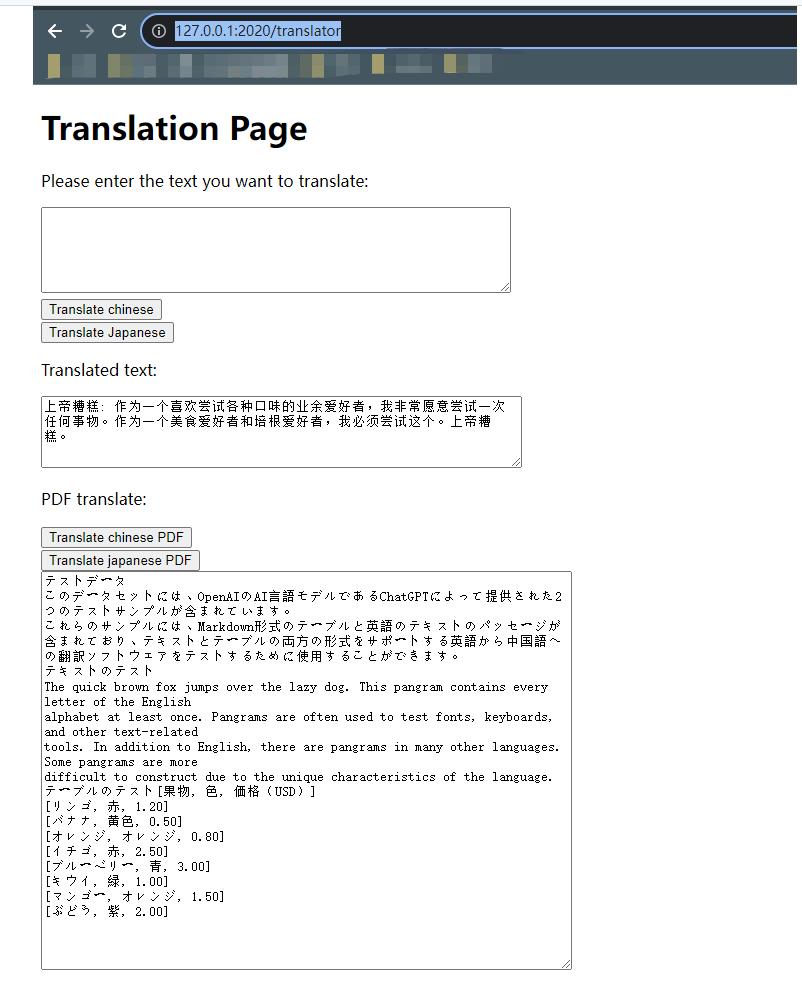 127.0.0.1:2020/translator
Translation Page
Please enter the text you want to translate:
Translate chinese
Translate Japanese
Translated text:
上帝糟糕: 作为一个喜欢尝试各种口味的业余爱好者，我非常愿意尝试一次
任何事物。作为一个美食爱好者和培根爱好者，我必须尝试这个。上帝糟
糕。
PDF translate:
Translate chinese PDF
Translate japanese PDF
テストデータ
このデータセットには、OpenAIのAI言語モデルであるChatGPTによって提供された2
つのテストサンプルが含まれています。
これらのサンプルには、Markdown形式のテーブルと英語のテキストのパッセージが
含まれており、テキストとテーブルの両方の形式をサポートする英語から中国語へ
の翻訳ソフトウェアをテストするために使用することができます。
テキストのテスト
The quick brown fox jumps over the lazy dog. This pangram contains every
letter of the English
alphabet at least once. Pangrams are often used to test fonts, keyboards,
and other text-related
tools. In addition to English, there are pangrams in many other languages.
Some pangrams are more
difficult to construct due to the unique characteristics of the language.
テーブルのテスト[果物, 色, 価格（USD）]
[リンゴ, 赤, 1.20]
[バナナ, 黄色, 0.50]
[オレンジ, オレンジ, 0.80]
[イチゴ, 赤, 2.50]
[ブルーベリー, 青, 3.00]
[キウイ, 緑, 1.00]
[マンゴー, オレンジ, 1.50]
[ぶどう, 紫, 2.00]